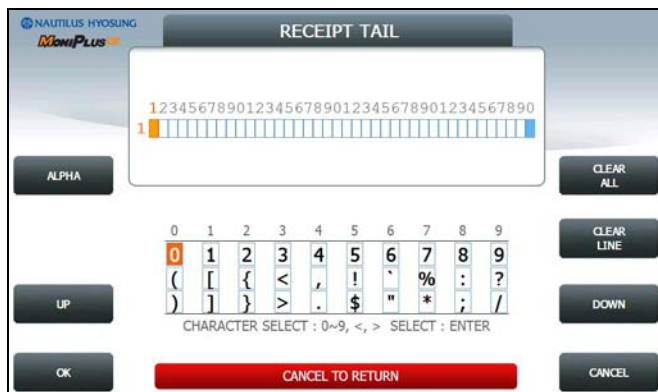 NAUTILUS HYOSUNG
MoniPlus
RECEIPT TAIL
1234567890123456789012345678901234567890
1
ALPHA
CLEAR ALL
0 1 2 3 4 5 6 7 8 9
0 1 2 3 4 5 6 7 8 9
( [ { < , ! ` % : ?
) ] } > . $ " * ; /
CLEAR LINE
CHARACTER SELECT : 0~9, <, > SELECT : ENTER
UP
DOWN
OK
CANCEL TO RETURN
CANCEL